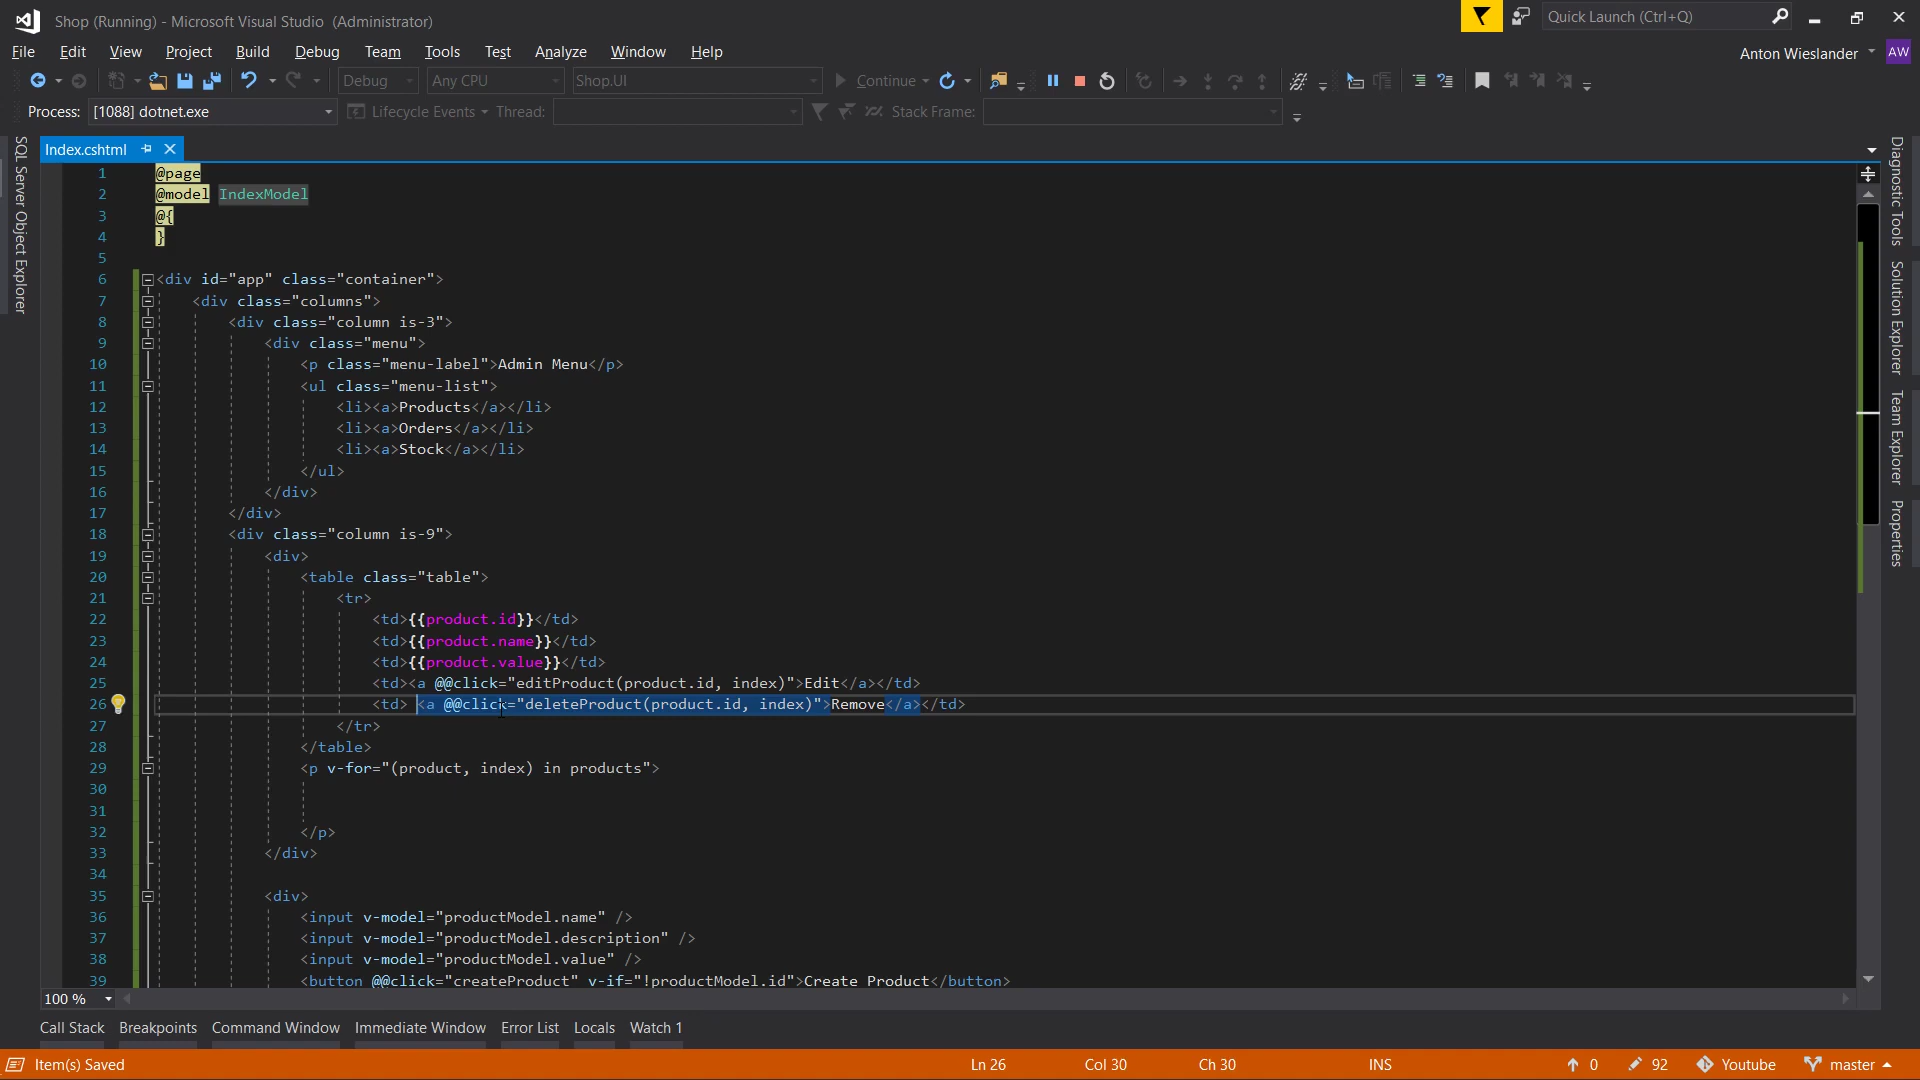 Shop (Running) - Microsoft Visual Studio (Administrator)
Quick Launch (Ctrl+Q)
File Edit View Project Build Debug Team Tools Test Analyze Window Help
Anton Wieslander AW
Debug Any CPU Shop.UI Continue
Process: [1088] dotnet.exe Lifecycle Events Thread: Stack Frame:
SQL Server Object Explorer
Index.cshtml
1 @page
2 @model IndexModel
3 @{
4 }
5
6 <div id="app" class="container">
7 <div class="columns">
8 <div class="column is-3">
9 <div class="menu">
10 <p class="menu-label">Admin Menu</p>
11 <ul class="menu-list">
12 <li><a>Products</a></li>
13 <li><a>Orders</a></li>
14 <li><a>Stock</a></li>
15 </ul>
16 </div>
17 </div>
18 <div class="column is-9">
19 <div>
20 <table class="table">
21 <tr>
22 <td>{{product.id}}</td>
23 <td>{{product.name}}</td>
24 <td>{{product.value}}</td>
25 <td><a @@click="editProduct(product.id, index)">Edit</a></td>
26 <td> <a @@click="deleteProduct(product.id, index)">Remove</a></td>
27 </tr>
28 </table>
29 <p v-for="(product, index) in products">
30
31
32 </p>
33 </div>
34
35 <div>
36 <input v-model="productModel.name" />
37 <input v-model="productModel.description" />
38 <input v-model="productModel.value" />
39 <button @@click="createProduct" v-if="!productModel.id">Create Product</button>
Diagnostic Tools
Solution Explorer
Team Explorer
Properties
100 %
Call Stack Breakpoints Command Window Immediate Window Error List Locals Watch 1
Item(s) Saved Ln 26 Col 30 Ch 30 INS 0 92 Youtube master